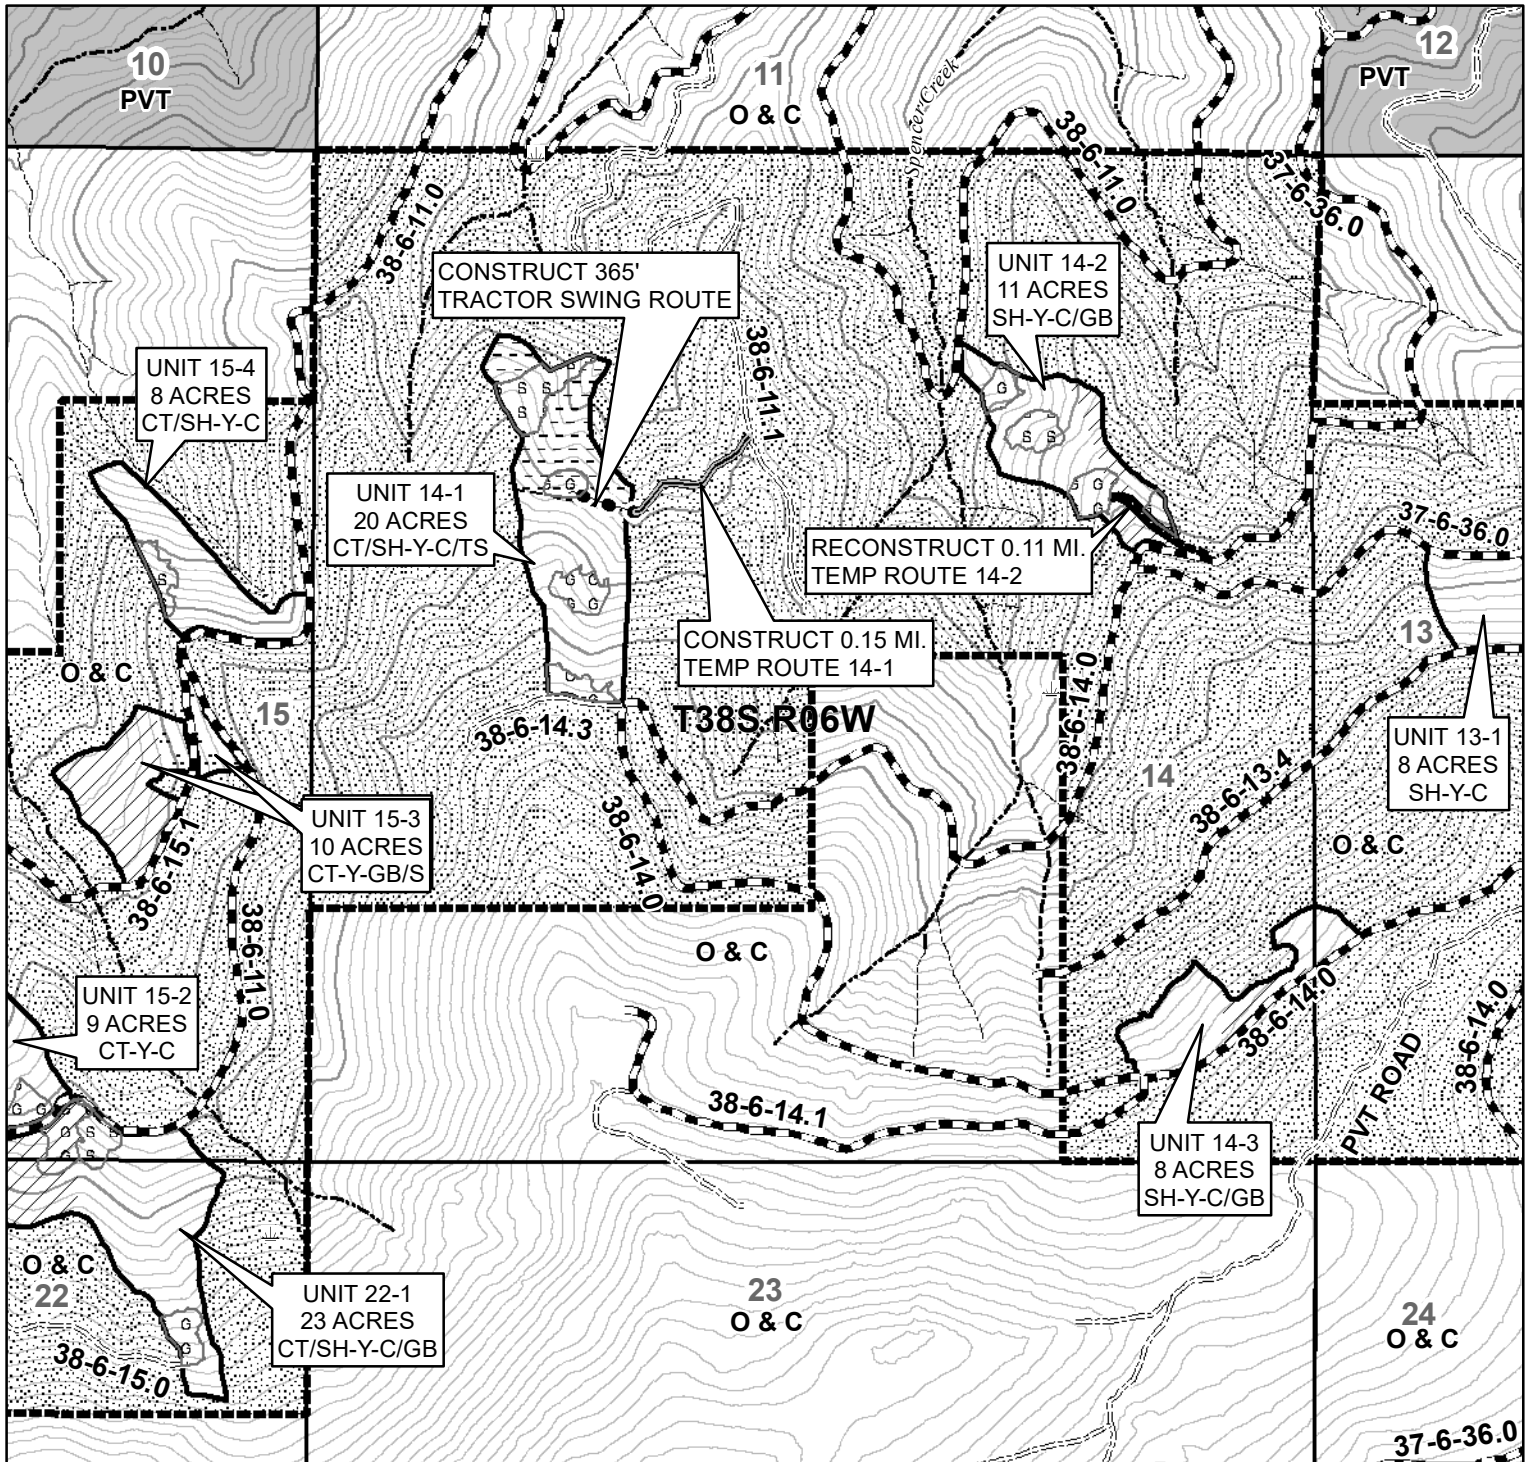 10
PVT
11
O & C
12
PVT
Spencer Creek
38-6-11.0
38-6-11.0
37-6-36.0
CONSTRUCT 365'
TRACTOR SWING ROUTE
UNIT 14-2
11 ACRES
SH-Y-C/GB
G
S S
G
G
G
UNIT 15-4
8 ACRES
CT/SH-Y-C
S
38-6-11.1
S S
S
G
UNIT 14-1
20 ACRES
CT/SH-Y-C/TS
G
G G
RECONSTRUCT 0.11 MI.
TEMP ROUTE 14-2
37-6-36.0
CONSTRUCT 0.15 MI.
TEMP ROUTE 14-1
O & C
15
13
38-6-14.3
T38S R06W
38-6-14.0
14
UNIT 13-1
8 ACRES
SH-Y-C
38-6-13.4
UNIT 15-3
10 ACRES
CT-Y-GB/S
38-6-15.1
38-6-14.0
O & C
38-6-11.0
O & C
UNIT 15-2
9 ACRES
CT-Y-C
38-6-14.0
38-6-14.0
PVT ROAD
G G
G S
G S
38-6-14.1
UNIT 14-3
8 ACRES
SH-Y-C/GB
O & C
22
UNIT 22-1
23 ACRES
CT/SH-Y-C/GB
G
G
38-6-15.0
23
O & C
24
O & C
37-6-36.0